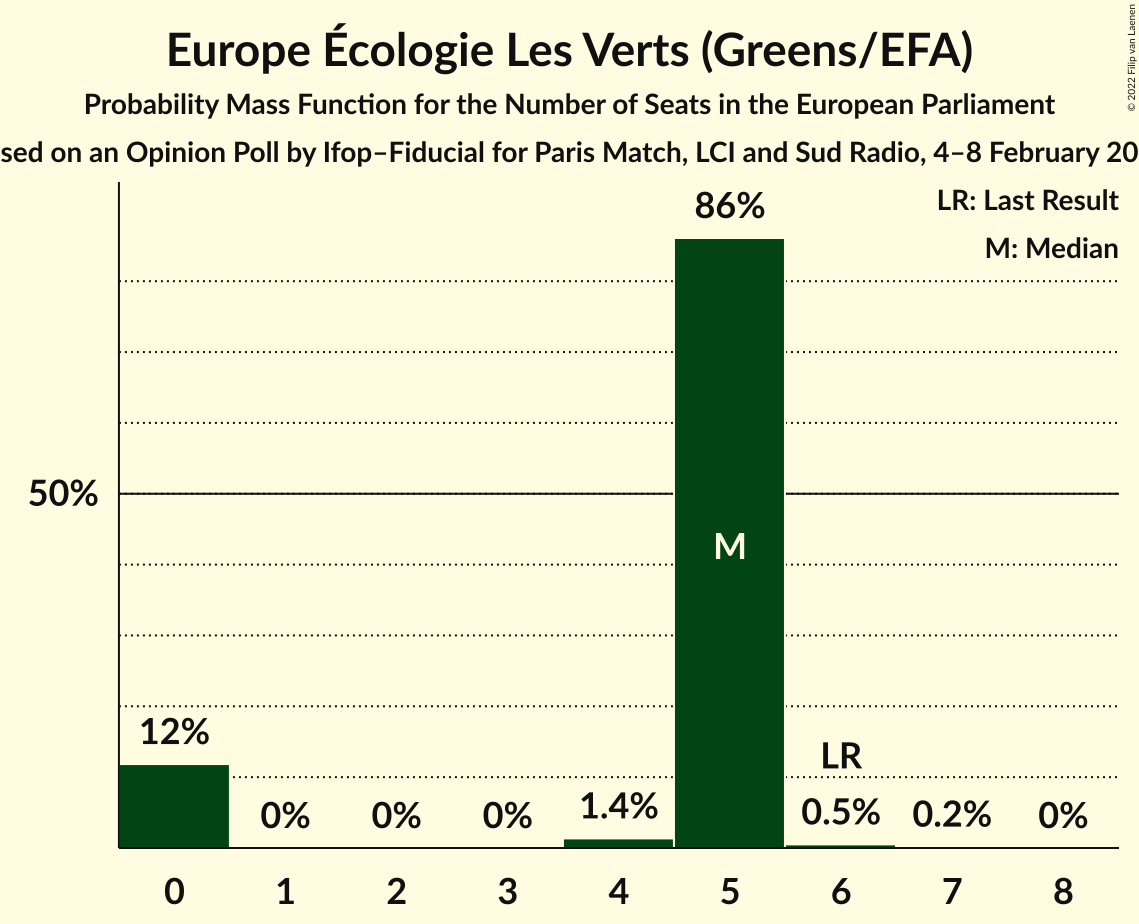 Europe Écologie Les Verts (Greens/EFA)
Probability Mass Function for the Number of Seats in the European Parliament
sed on an Opinion Poll by Ifop–Fiducial for Paris Match, LCI and Sud Radio, 4–8 February 20
© 2022 Filip van Laenen
LR: Last Result
M: Median
86%
50%
M
12%
0%
0%
0%
1.4%
LR
0.5%
0.2%
0%
0 1 2 3 4 5 6 7 8